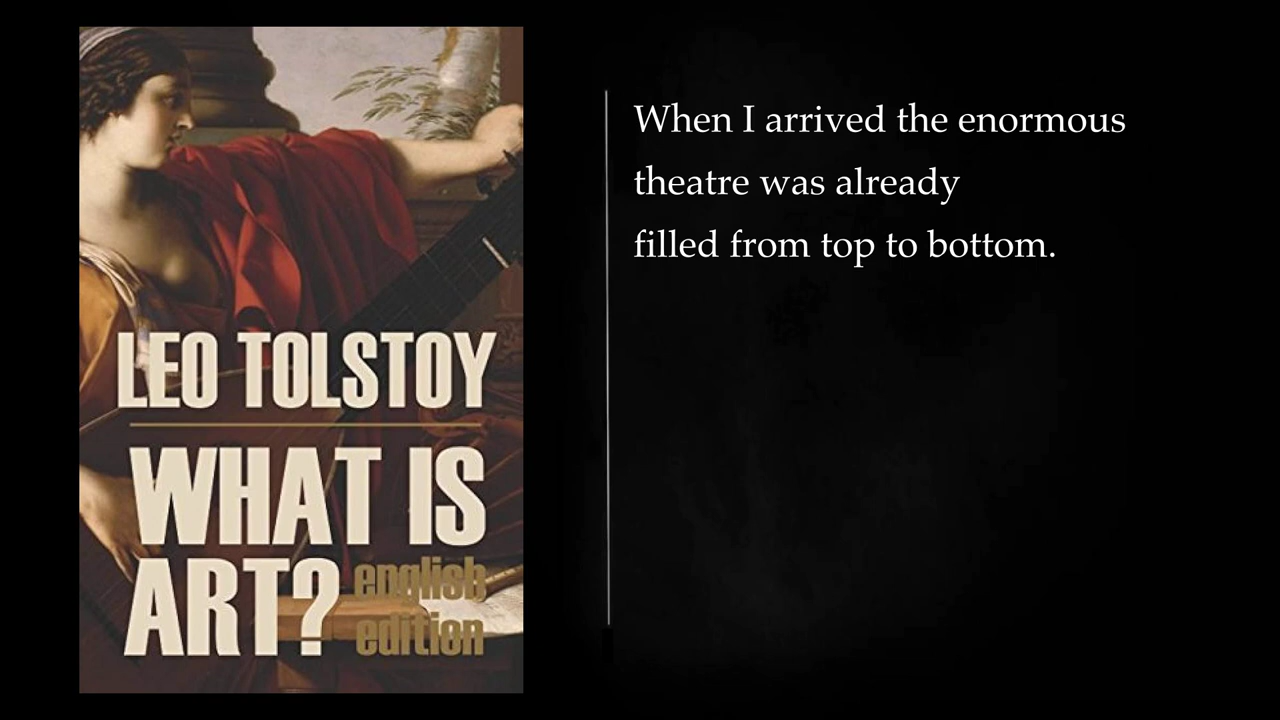 LEO TOLSTOY
WHAT IS
ART?
english
edition
When I arrived the enormous
theatre was already
filled from top to bottom.